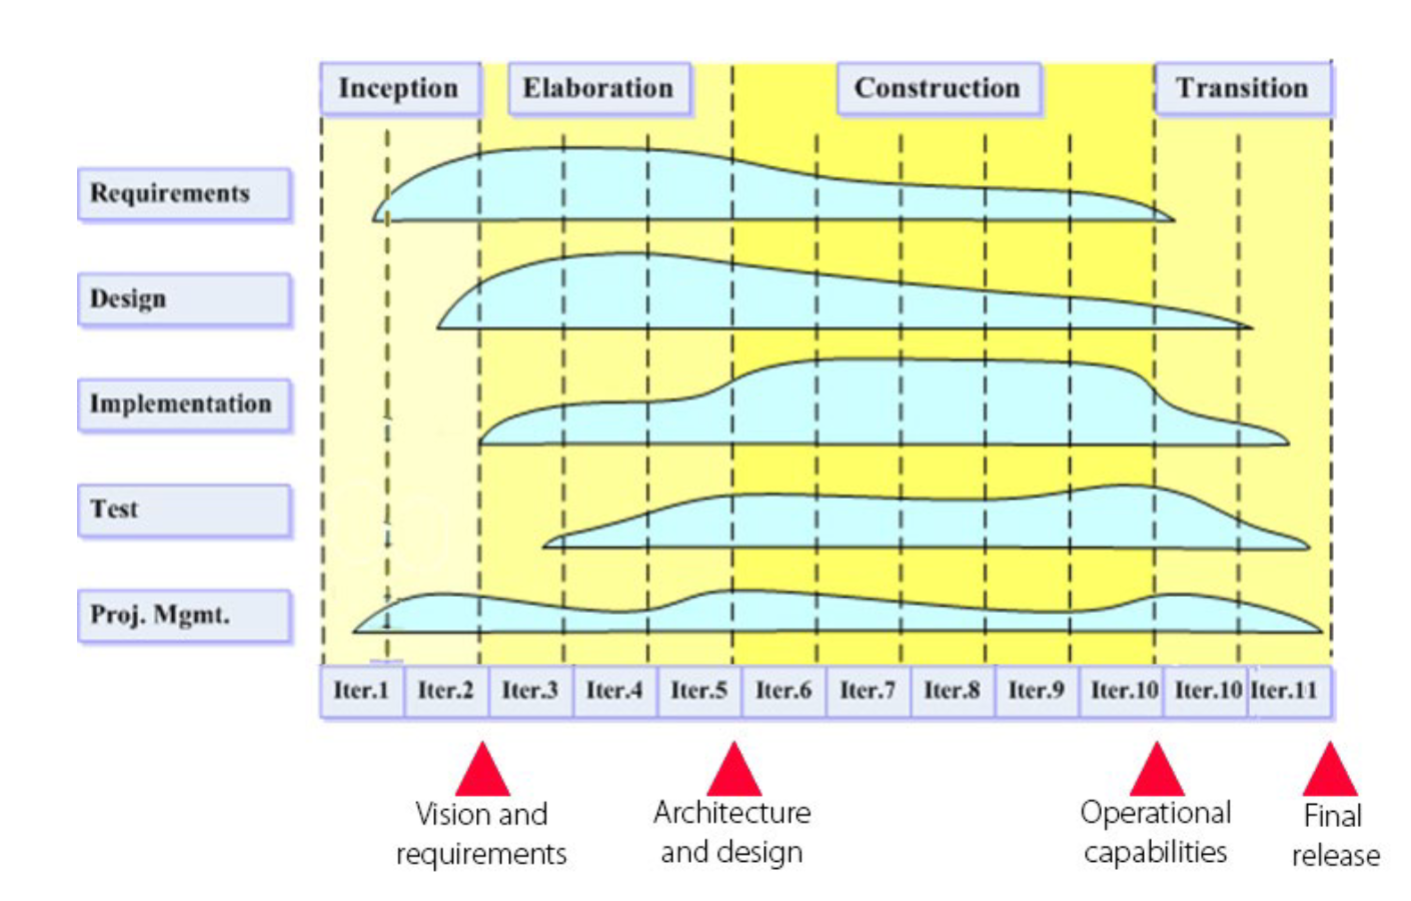 Inception
Elaboration
Construction
Transition
Requirements
Design
Implementation
Test
Proj. Mgmt.
Iter.1
Iter.2
Iter.3
Iter.4
Iter.5
Iter.6
Iter.7
Iter.8
Iter.9
Iter.10
Iter.10
Iter.11
Vision and
requirements
Architecture
and design
Operational
capabilities
Final
release